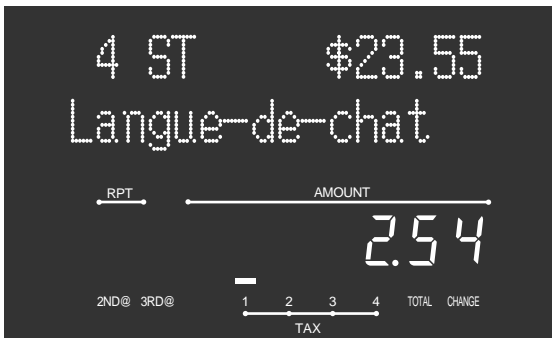 4 ST $23.55
Langue-de-chat
RPT AMOUNT
2.54
2ND@ 3RD@ 1 2 3 4 TOTAL CHANGE
TAX